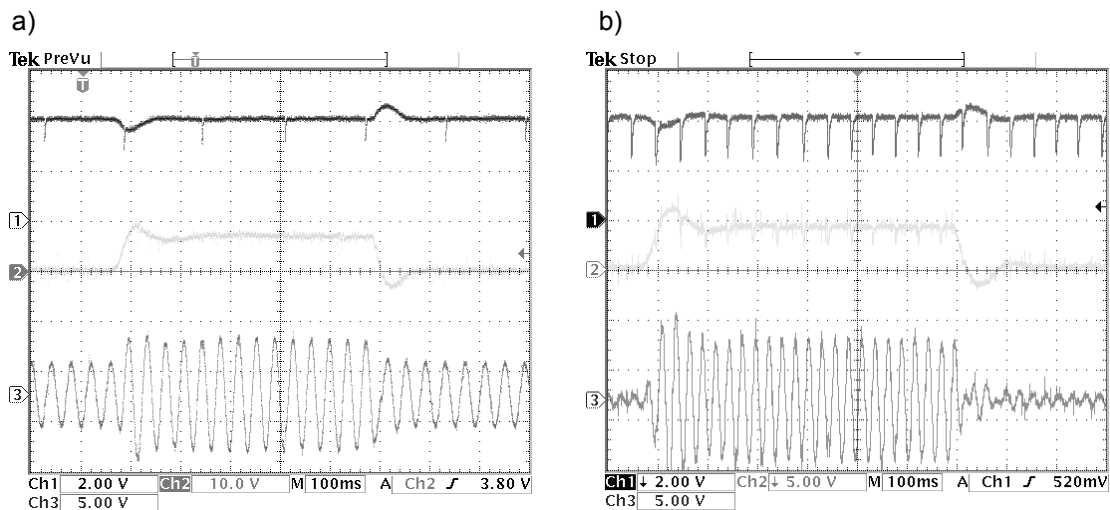 a)
Tek PreVu
T
T
1
2
3
Ch1 2.00 V Ch2 10.0 V M 100ms A Ch2 3.80 V
Ch3 5.00 V
b)
Tek Stop
1
2
3
Ch1 ↓ 2.00 V Ch2 ↓ 5.00 V M 100ms A Ch1 520mV
Ch3 5.00 V